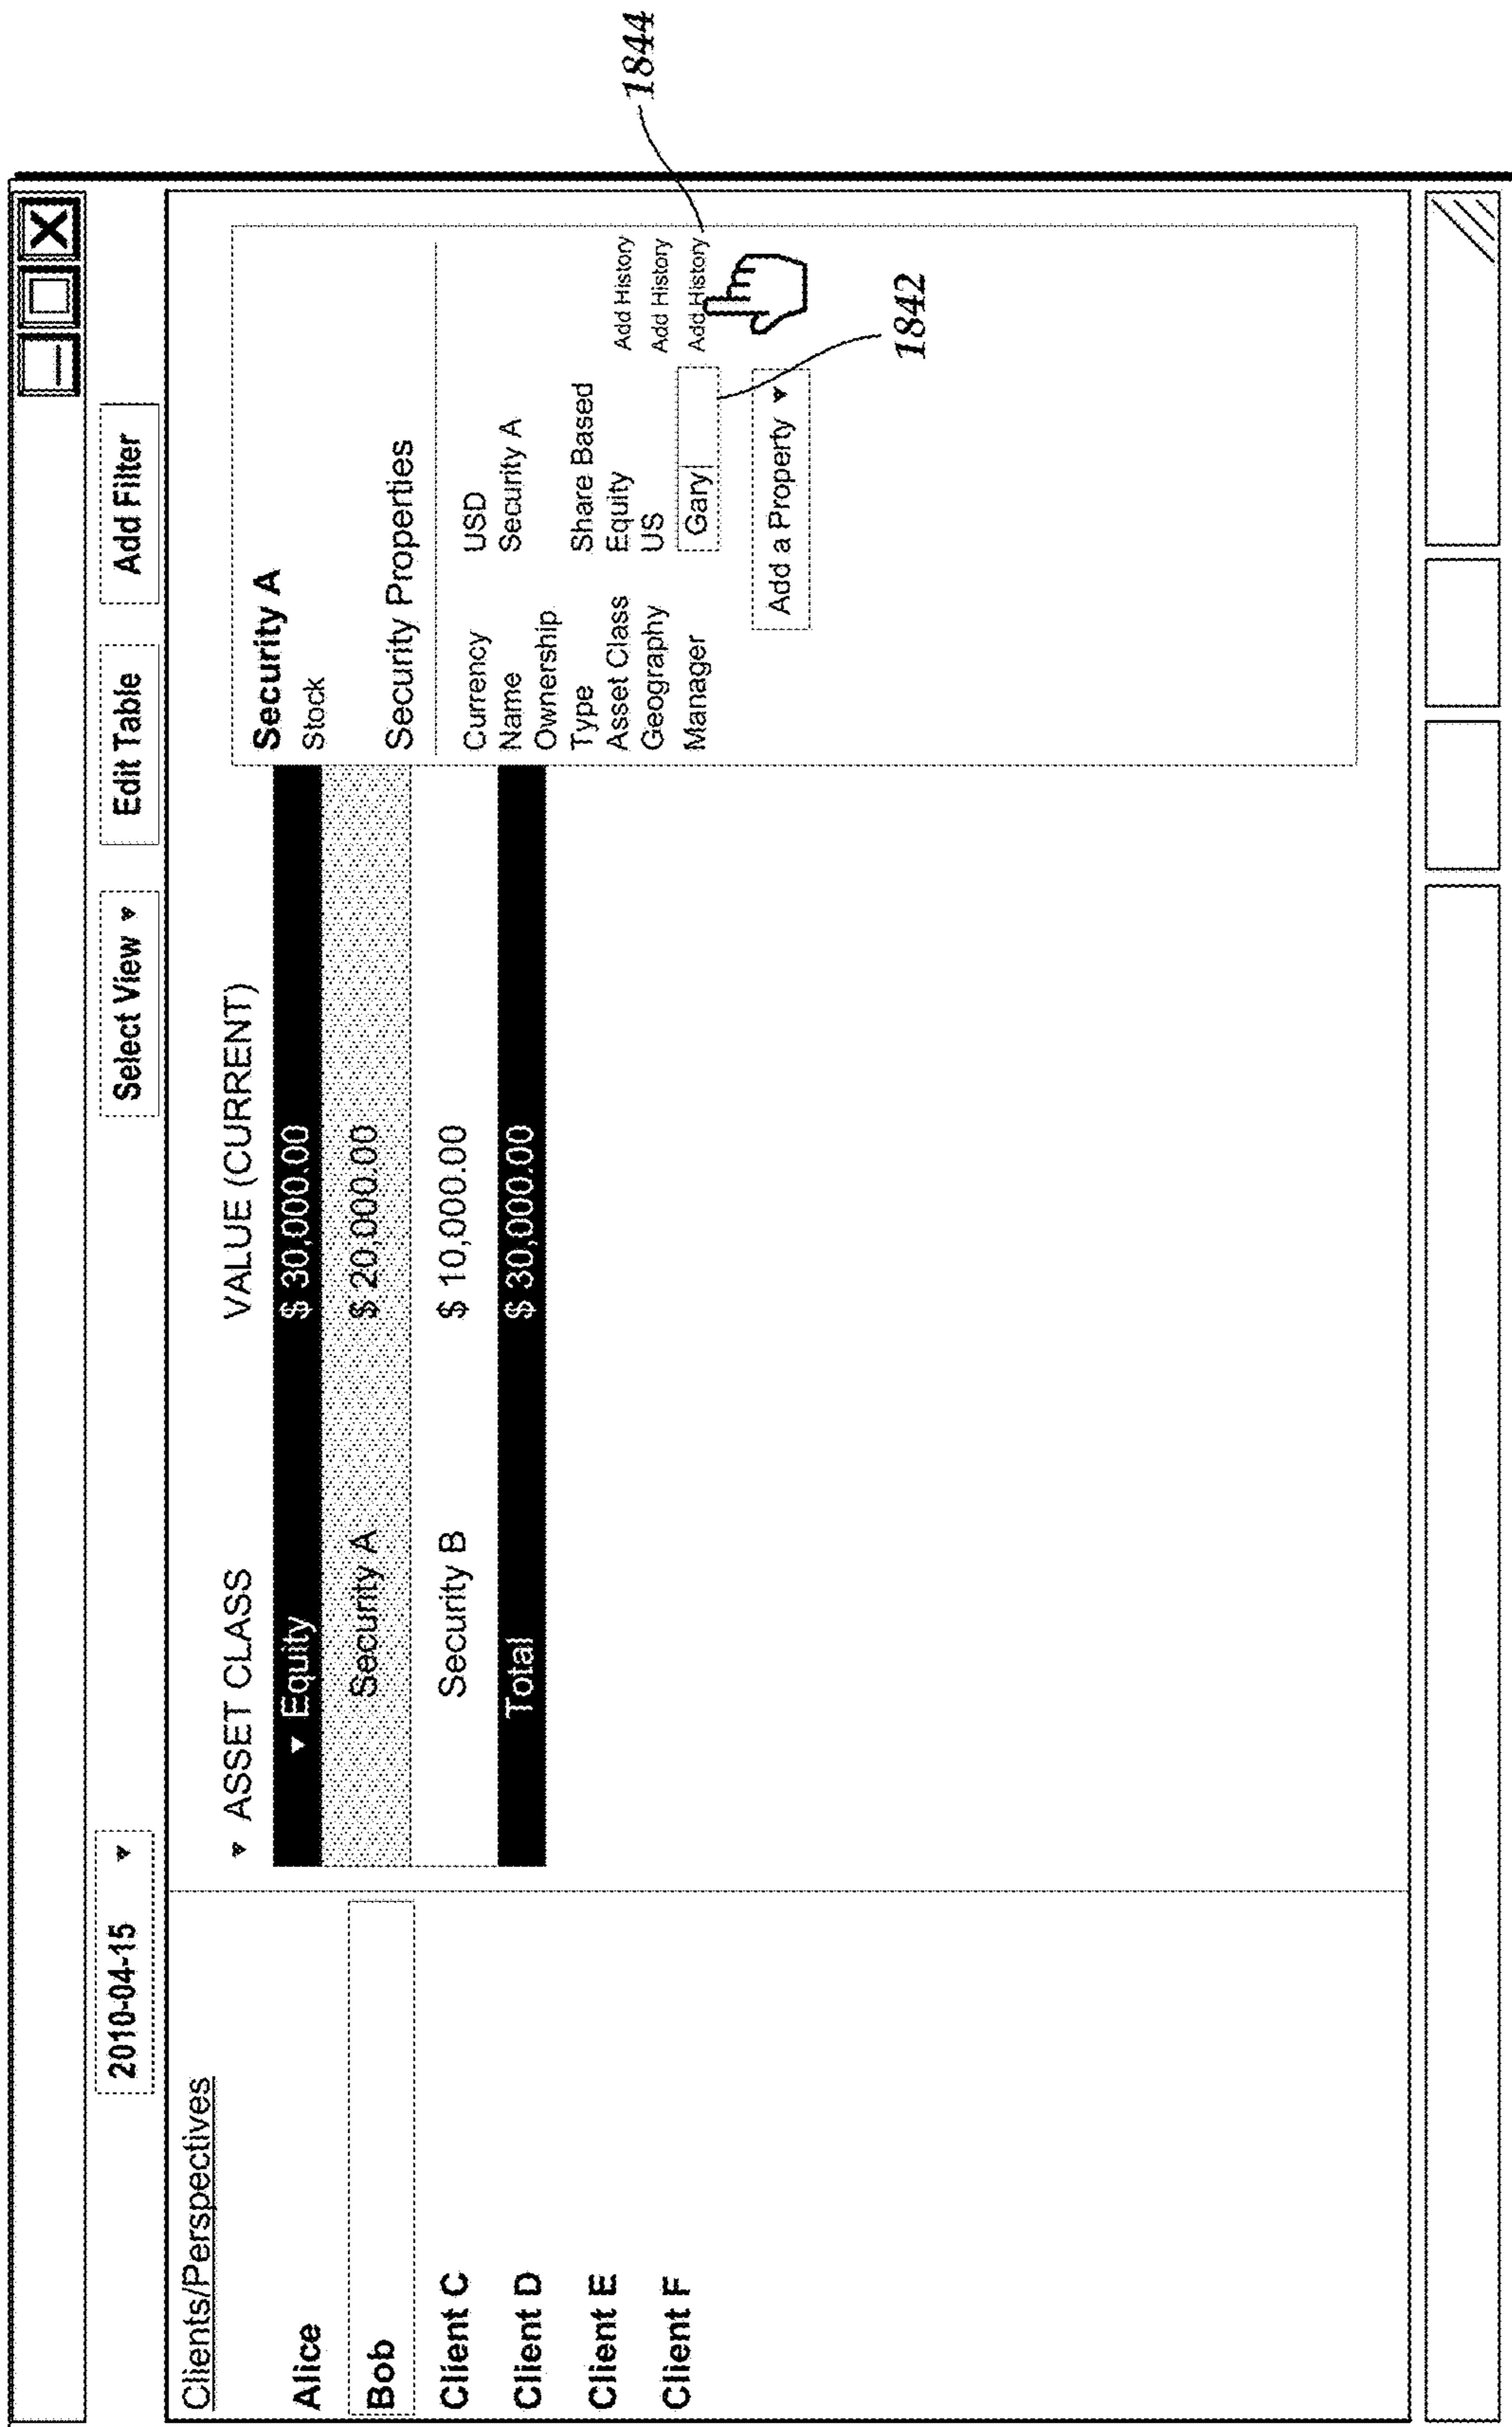 2010-04-15
Select View
Edit Table
Add Filter
Clients/Perspectives
Alice
Bob
Client C
Client D
Client E
Client F
ASSET CLASS VALUE (CURRENT)
Equity $ 30,000.00
Security A $ 20,000.00
Security B $ 10,000.00
Total $ 30,000.00
Security A
Stock
Security Properties
Currency USD
Name Security A
Ownership
Type Share Based
Asset Class Equity Add History
Geography US Add History
Manager Gary Add History
Add a Property
1842
1844